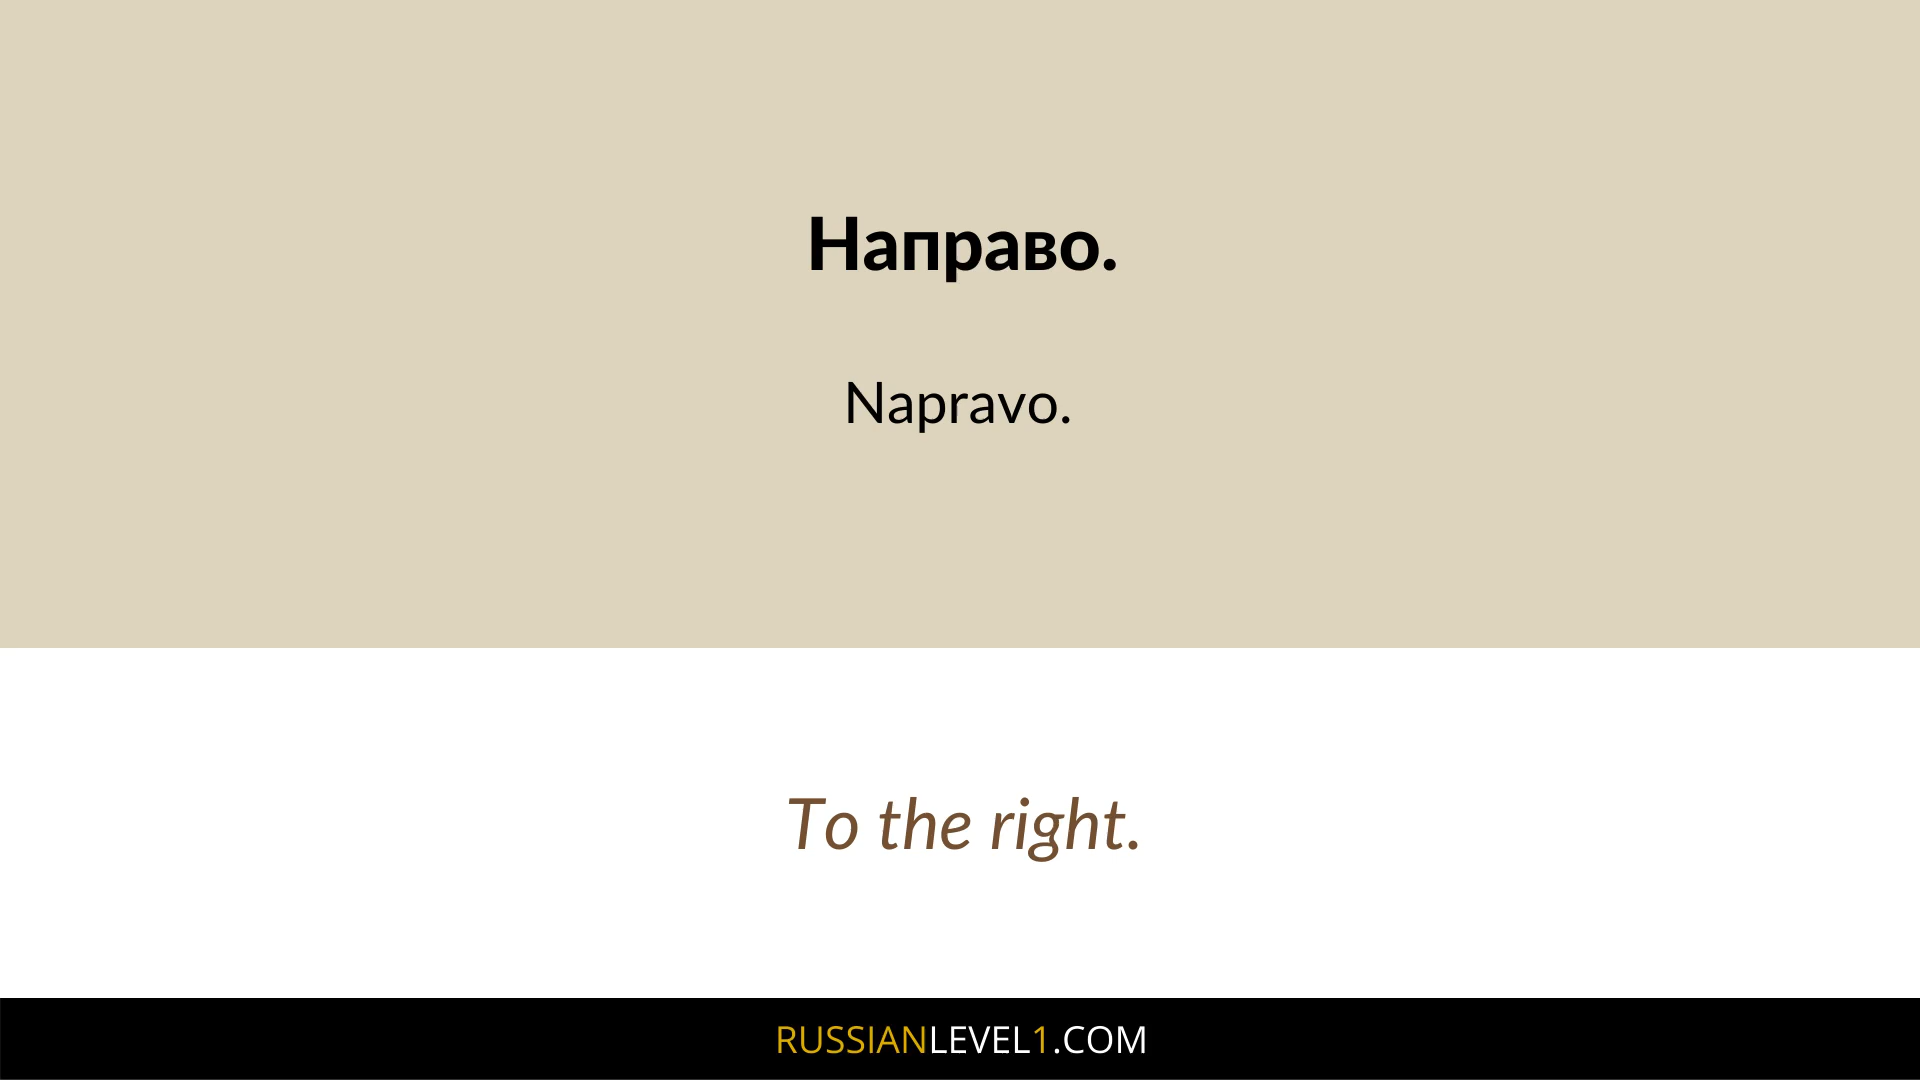 Направо.
Napravo.
To the right.
RUSSIANLEVEL1.COM